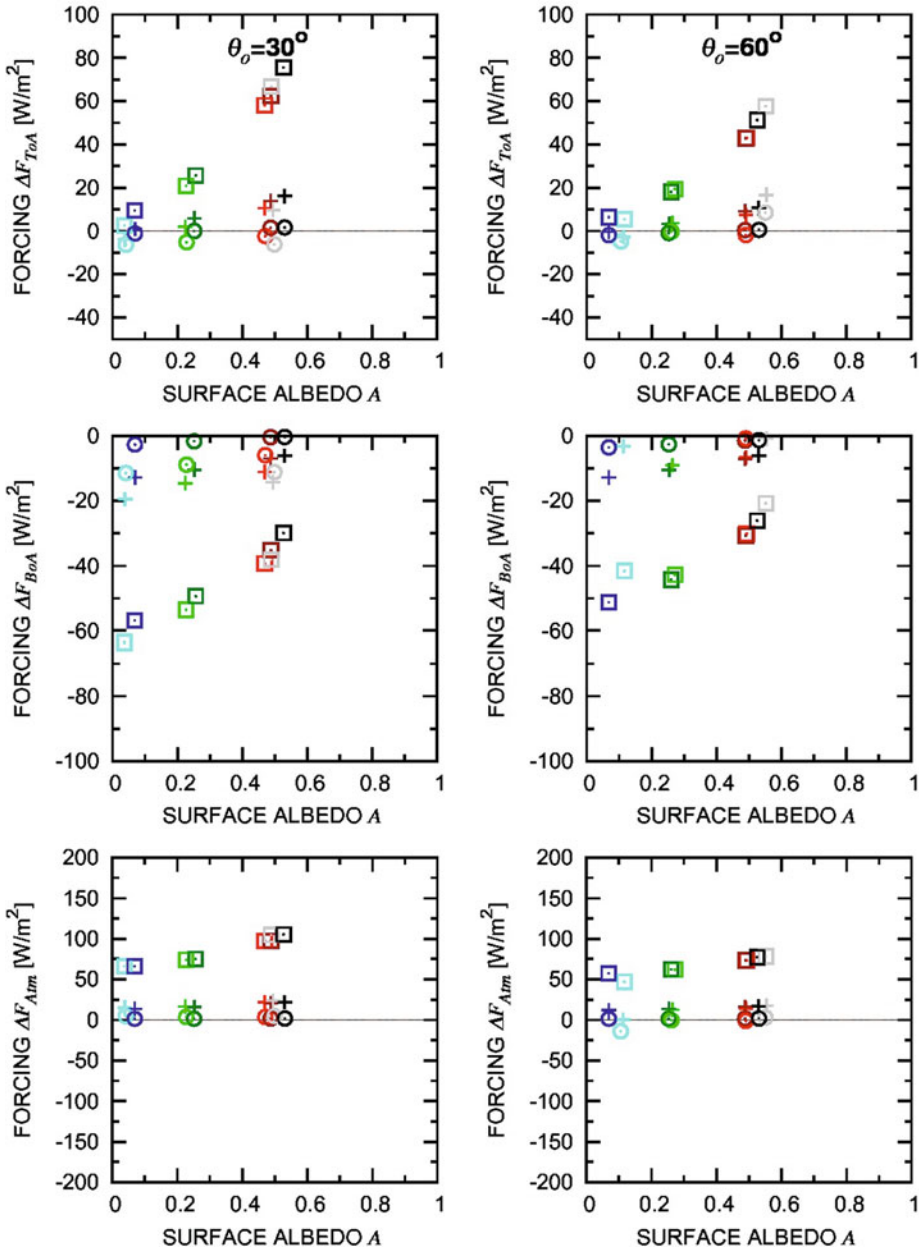 FORCING ΔF_ToA [W/m²]
100
80
60
40
20
0
-20
-40
θo=30°
0 0.2 0.4 0.6 0.8 1
SURFACE ALBEDO A
FORCING ΔF_ToA [W/m²]
100
80
60
40
20
0
-20
-40
θo=60°
0 0.2 0.4 0.6 0.8 1
SURFACE ALBEDO A
FORCING ΔF_BoA [W/m²]
0
-20
-40
-60
-80
-100
0 0.2 0.4 0.6 0.8 1
SURFACE ALBEDO A
FORCING ΔF_BoA [W/m²]
0
-20
-40
-60
-80
-100
0 0.2 0.4 0.6 0.8 1
SURFACE ALBEDO A
FORCING ΔF_Atm [W/m²]
200
150
100
50
0
-50
-100
-150
-200
0 0.2 0.4 0.6 0.8 1
SURFACE ALBEDO A
FORCING ΔF_Atm [W/m²]
200
150
100
50
0
-50
-100
-150
-200
0 0.2 0.4 0.6 0.8 1
SURFACE ALBEDO A